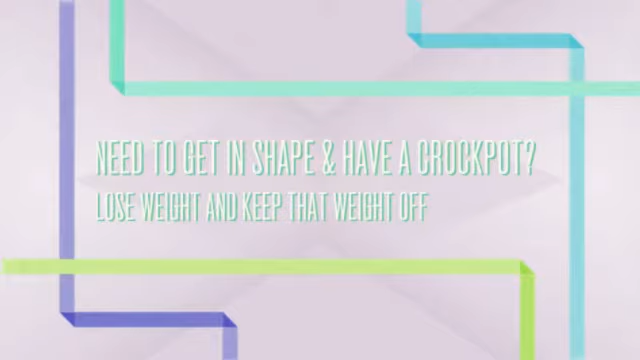 NEED TO GET IN SHAPE & HAVE A CROCKPOT?
LOSE WEIGHT AND KEEP THAT WEIGHT OFF